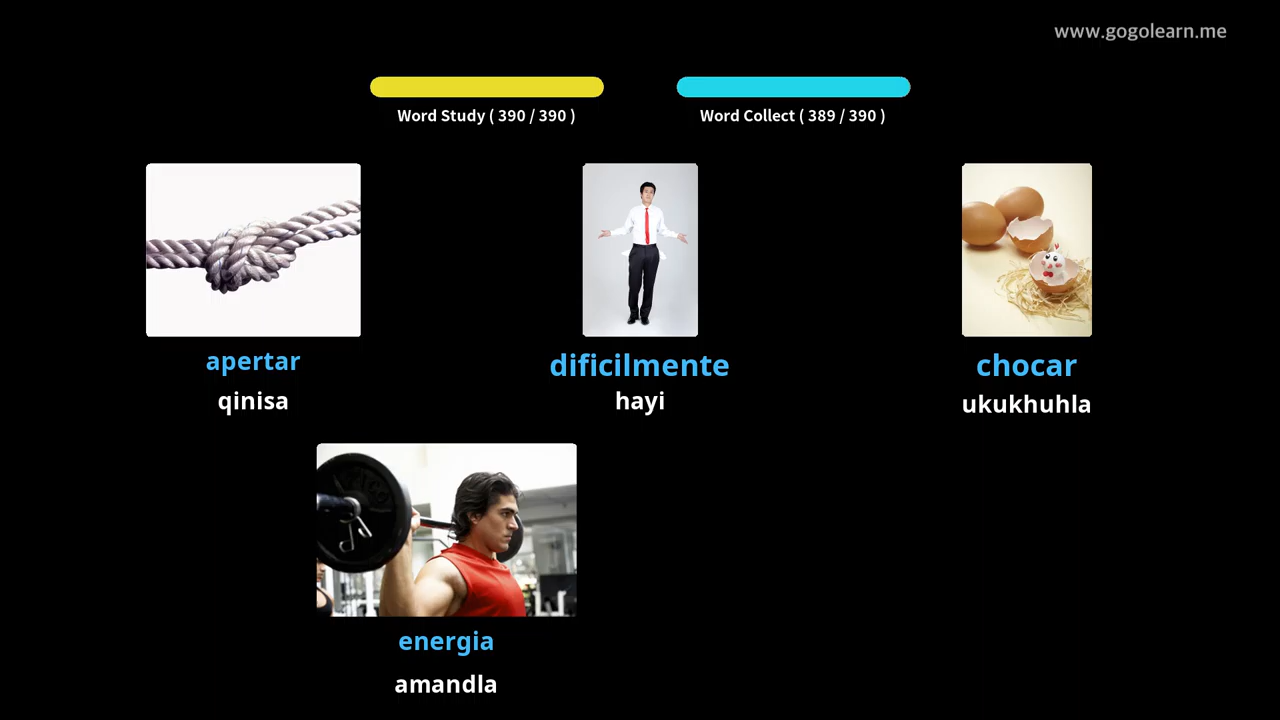 www.gogolearn.me
Word Study ( 390 / 390 )
Word Collect ( 389 / 390 )
apertar
qinisa
dificilmente
hayi
chocar
ukukhuhla
energia
amandla